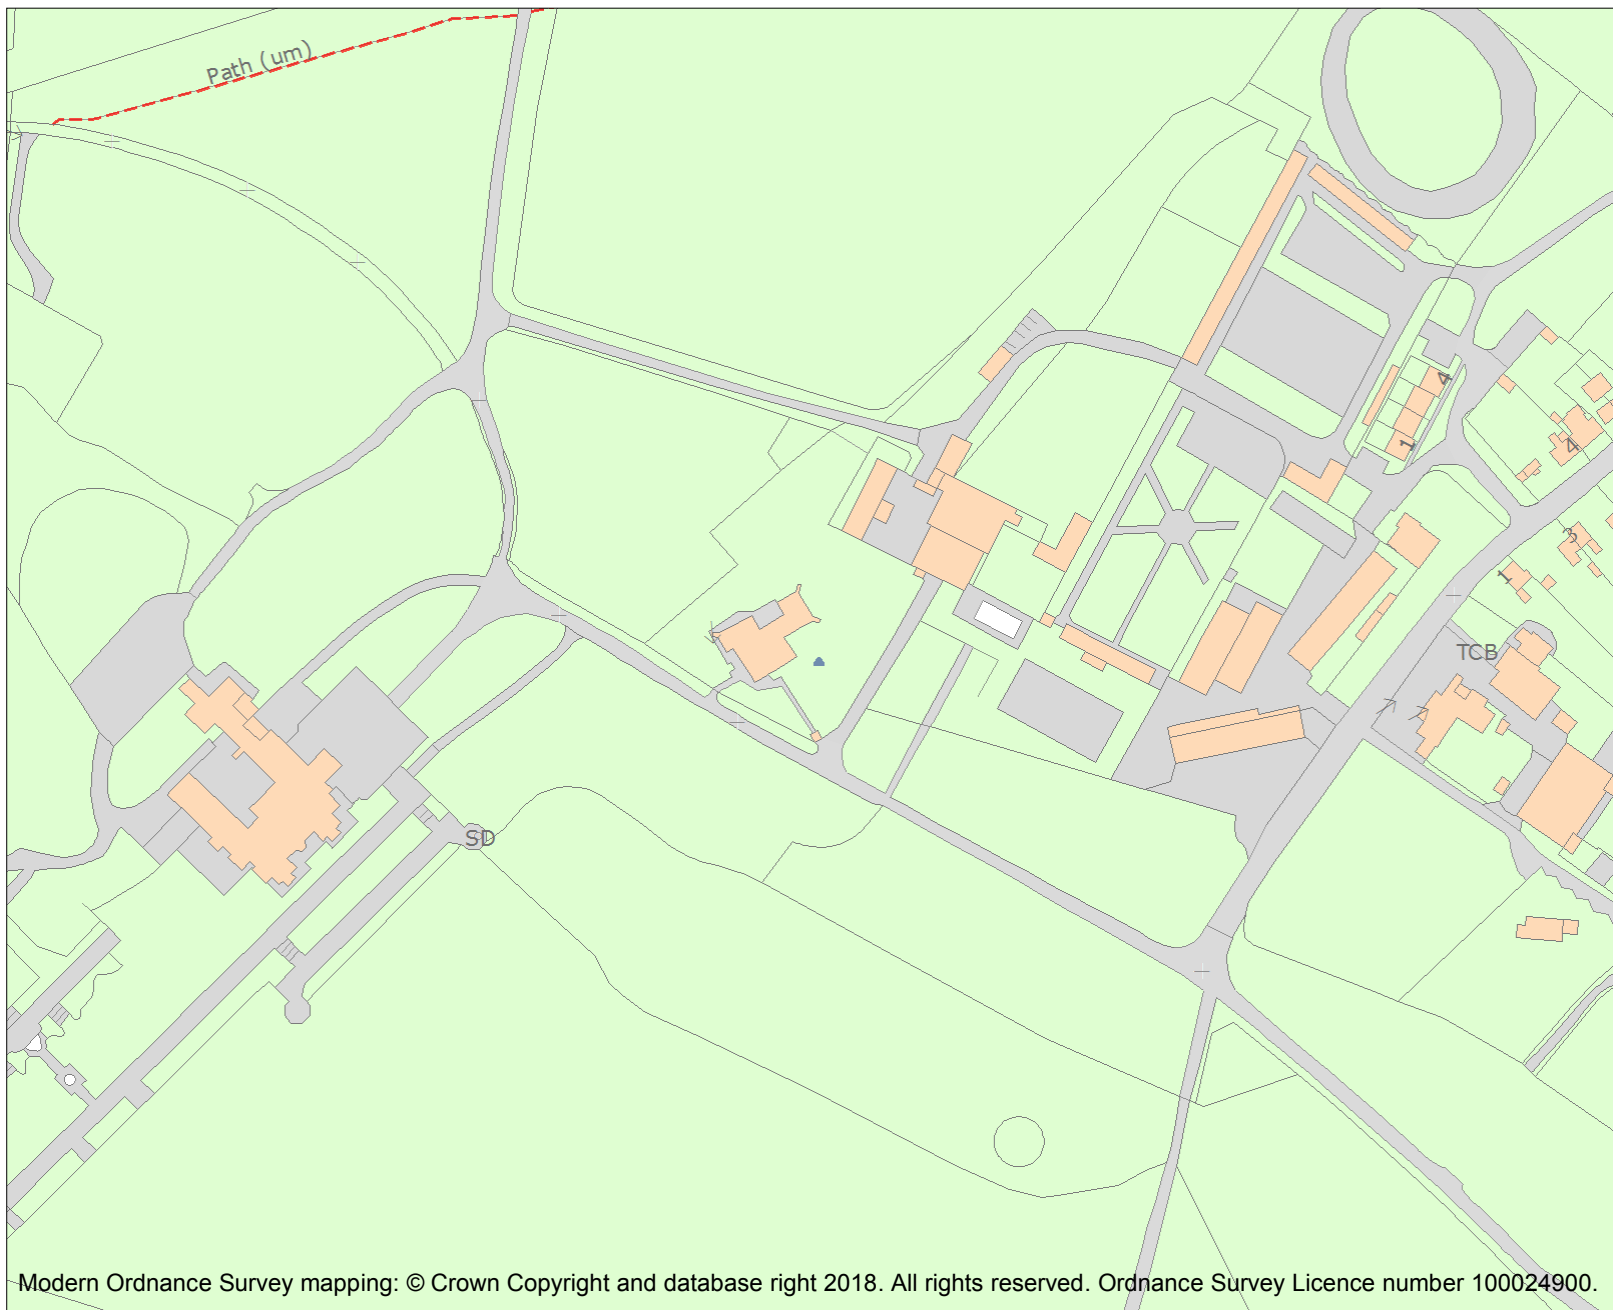 Path (um)
4
1
4
3
1
TCB
SD
Modern Ordnance Survey mapping: © Crown Copyright and database right 2018. All rights reserved. Ordnance Survey Licence number 100024900.